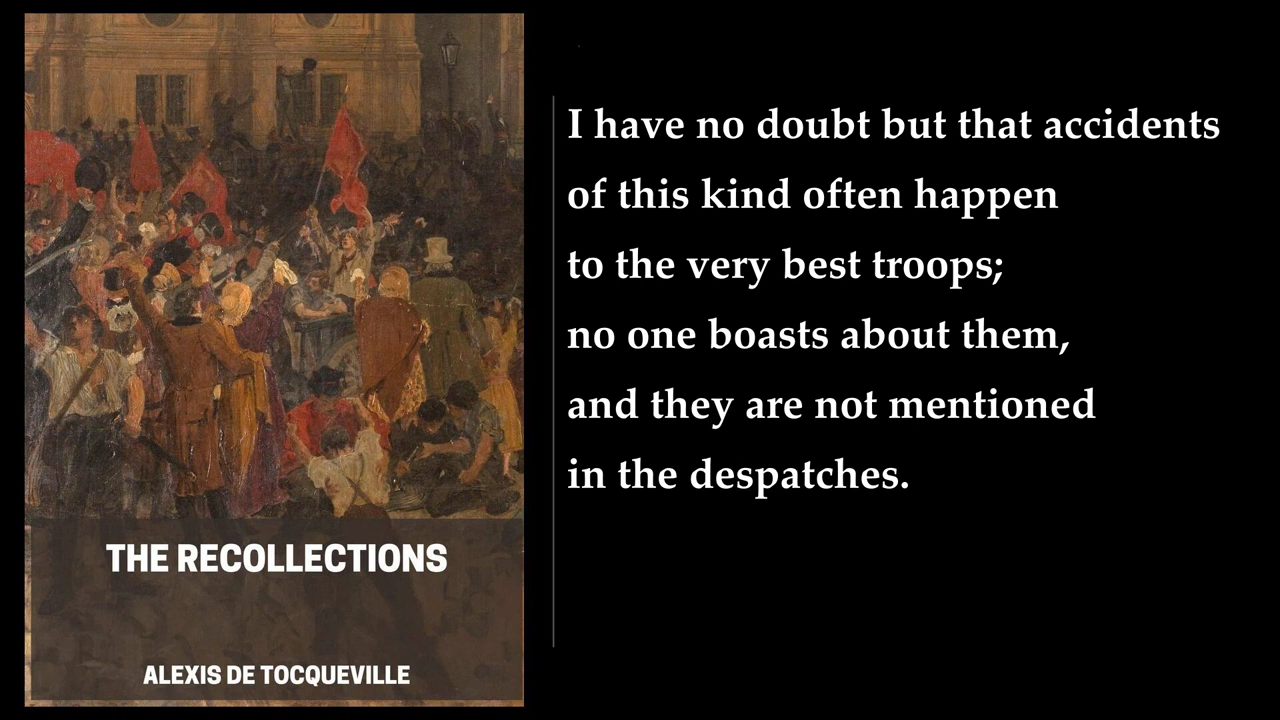 THE RECOLLECTIONS
ALEXIS DE TOCQUEVILLE
I have no doubt but that accidents
of this kind often happen
to the very best troops;
no one boasts about them,
and they are not mentioned
in the despatches.